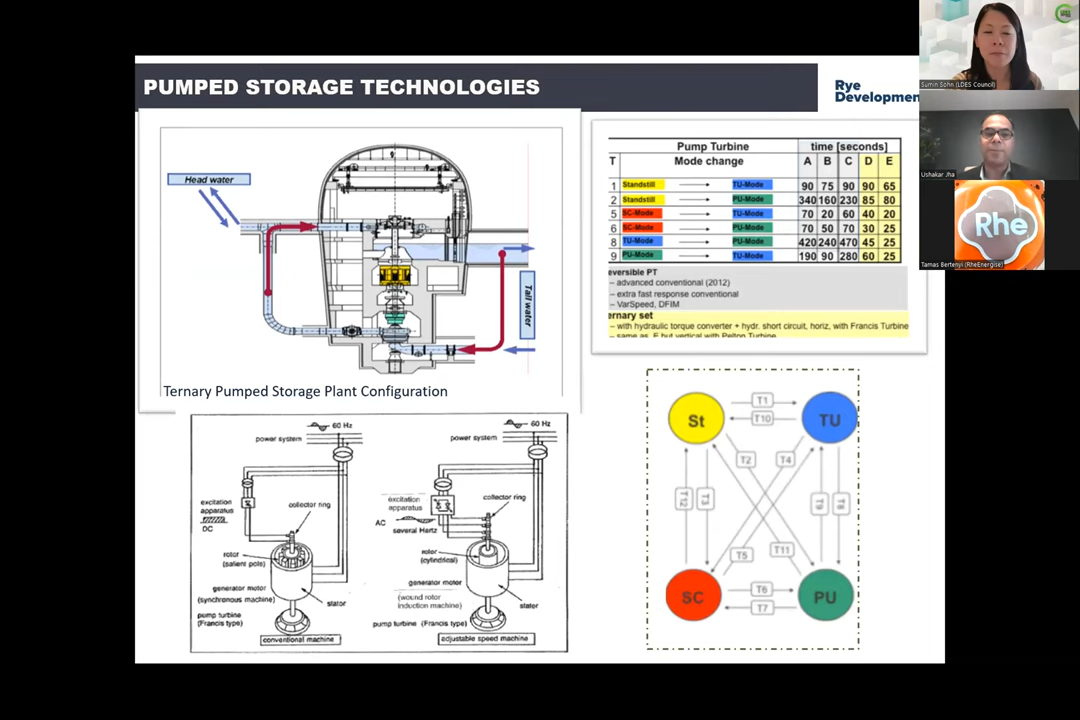 PUMPED STORAGE TECHNOLOGIES
Rye
Developmen
Sumin Sohn (LDES Council)
Ushakar Jha
Rhe
Tamas Bertenyi (RheEnergise)
Head water
Tail water
Ternary Pumped Storage Plant Configuration
Pump Turbine time [seconds]
T Mode change A B C D E
1 Standstill TU-Mode 90 75 90 90 65
2 Standstill PU-Mode 340 160 230 85 80
5 SC-Mode TU-Mode 70 20 60 40 20
6 SC-Mode PU-Mode 70 50 70 30 25
8 TU-Mode PU-Mode 420 240 470 45 25
9 PU-Mode TU-Mode 190 90 280 60 25
eversible PT
– advanced conventional (2012)
– extra fast response conventional
– VarSpeed, DFIM
ernary set
– with hydraulic torque converter + hydr. short circuit, horiz, with Francis Turbine
– same as E but vertical with Pelton Turbine
60 Hz
power system
excitation
apparatus
DC
collector ring
rotor
(salient pole)
generator motor
(synchronous machine)
stator
pump turbine
(Francis type)
conventional machine
60 Hz
power system
excitation
apparatus
AC
several Hertz
collector ring
rotor
(cylindrical)
generator motor
(wound rotor
induction machine)
stater
pump turbine (Francis type)
adjustable speed machine
St
T1
T10
TU
T2
T4
T12
T3
T9
T8
T5
T11
SC
T6
T7
PU